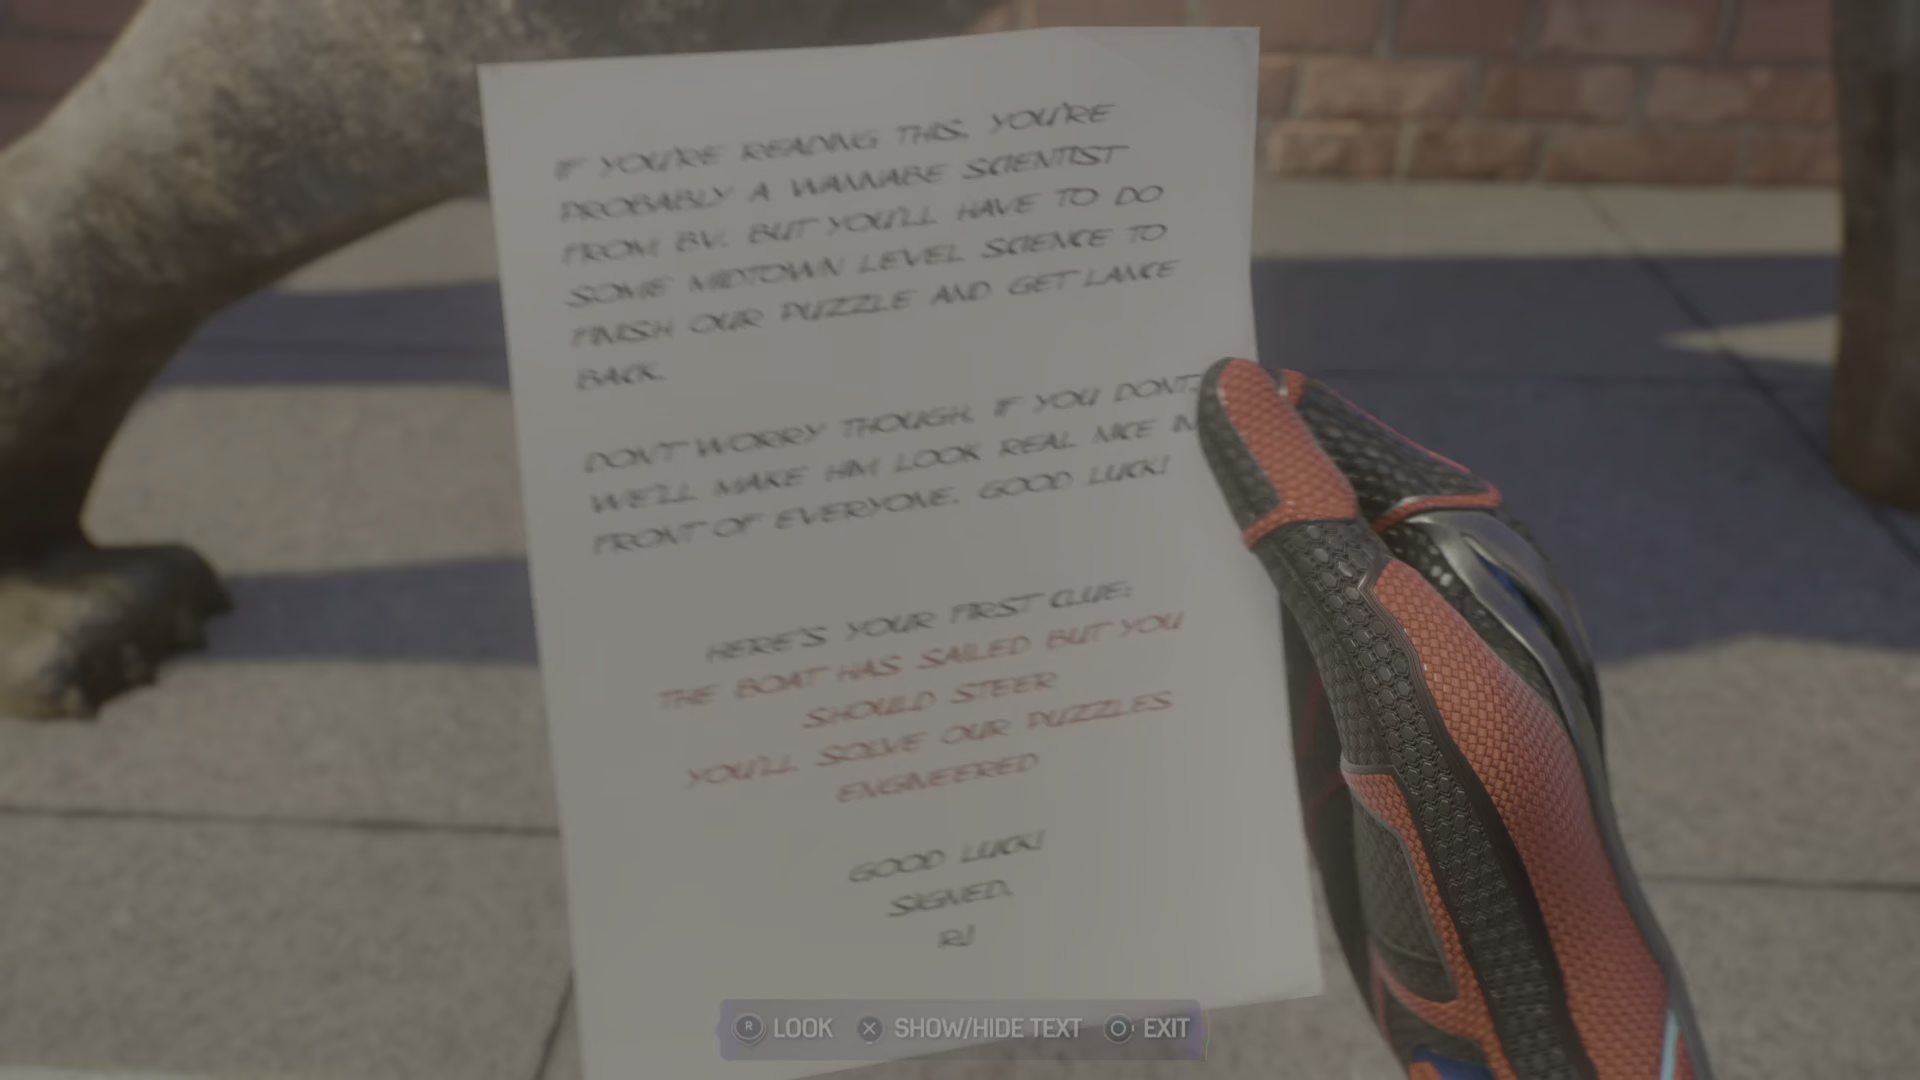 IF YOU'RE READING THIS, YOU'RE
PROBABLY A WANNABE SCIENTIST
FROM BV. BUT YOU'LL HAVE TO DO
SOME MIDTOWN LEVEL SCIENCE TO
FINISH OUR PUZZLE AND GET LANCE
BACK.
DON'T WORRY THOUGH, IF YOU DON'T,
WE'LL MAKE HIM LOOK REAL NICE IN
FRONT OF EVERYONE. GOOD LUCK!
HERE'S YOUR FIRST CLUE:
THE BOAT HAS SAILED BUT YOU
SHOULD STEER
YOU'LL SOLVE OUR PUZZLES
ENGINEERED
GOOD LUCK!
SIGNED,
RJ
R LOOK X SHOW/HIDE TEXT O EXIT